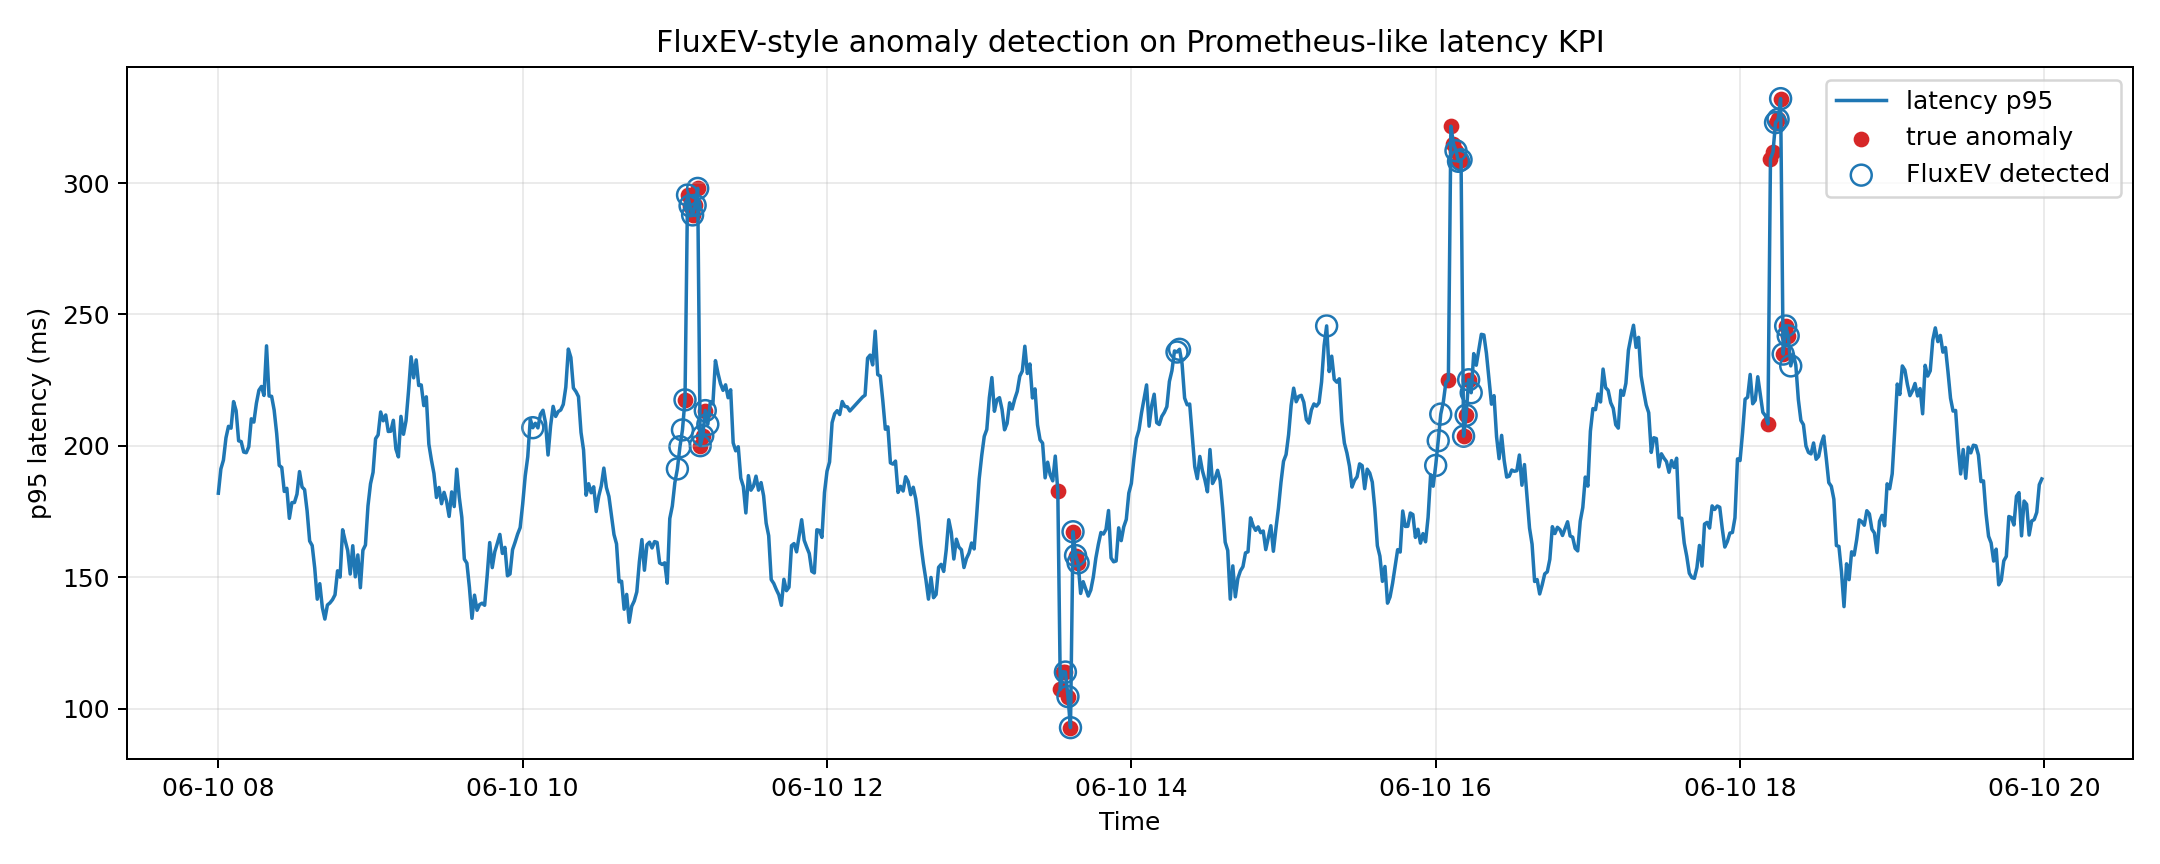 FluxEV-style anomaly detection on Prometheus-like latency KPI
latency p95
true anomaly
FluxEV detected
p95 latency (ms)
300
250
200
150
100
06-10 08
06-10 10
06-10 12
06-10 14
06-10 16
06-10 18
06-10 20
Time